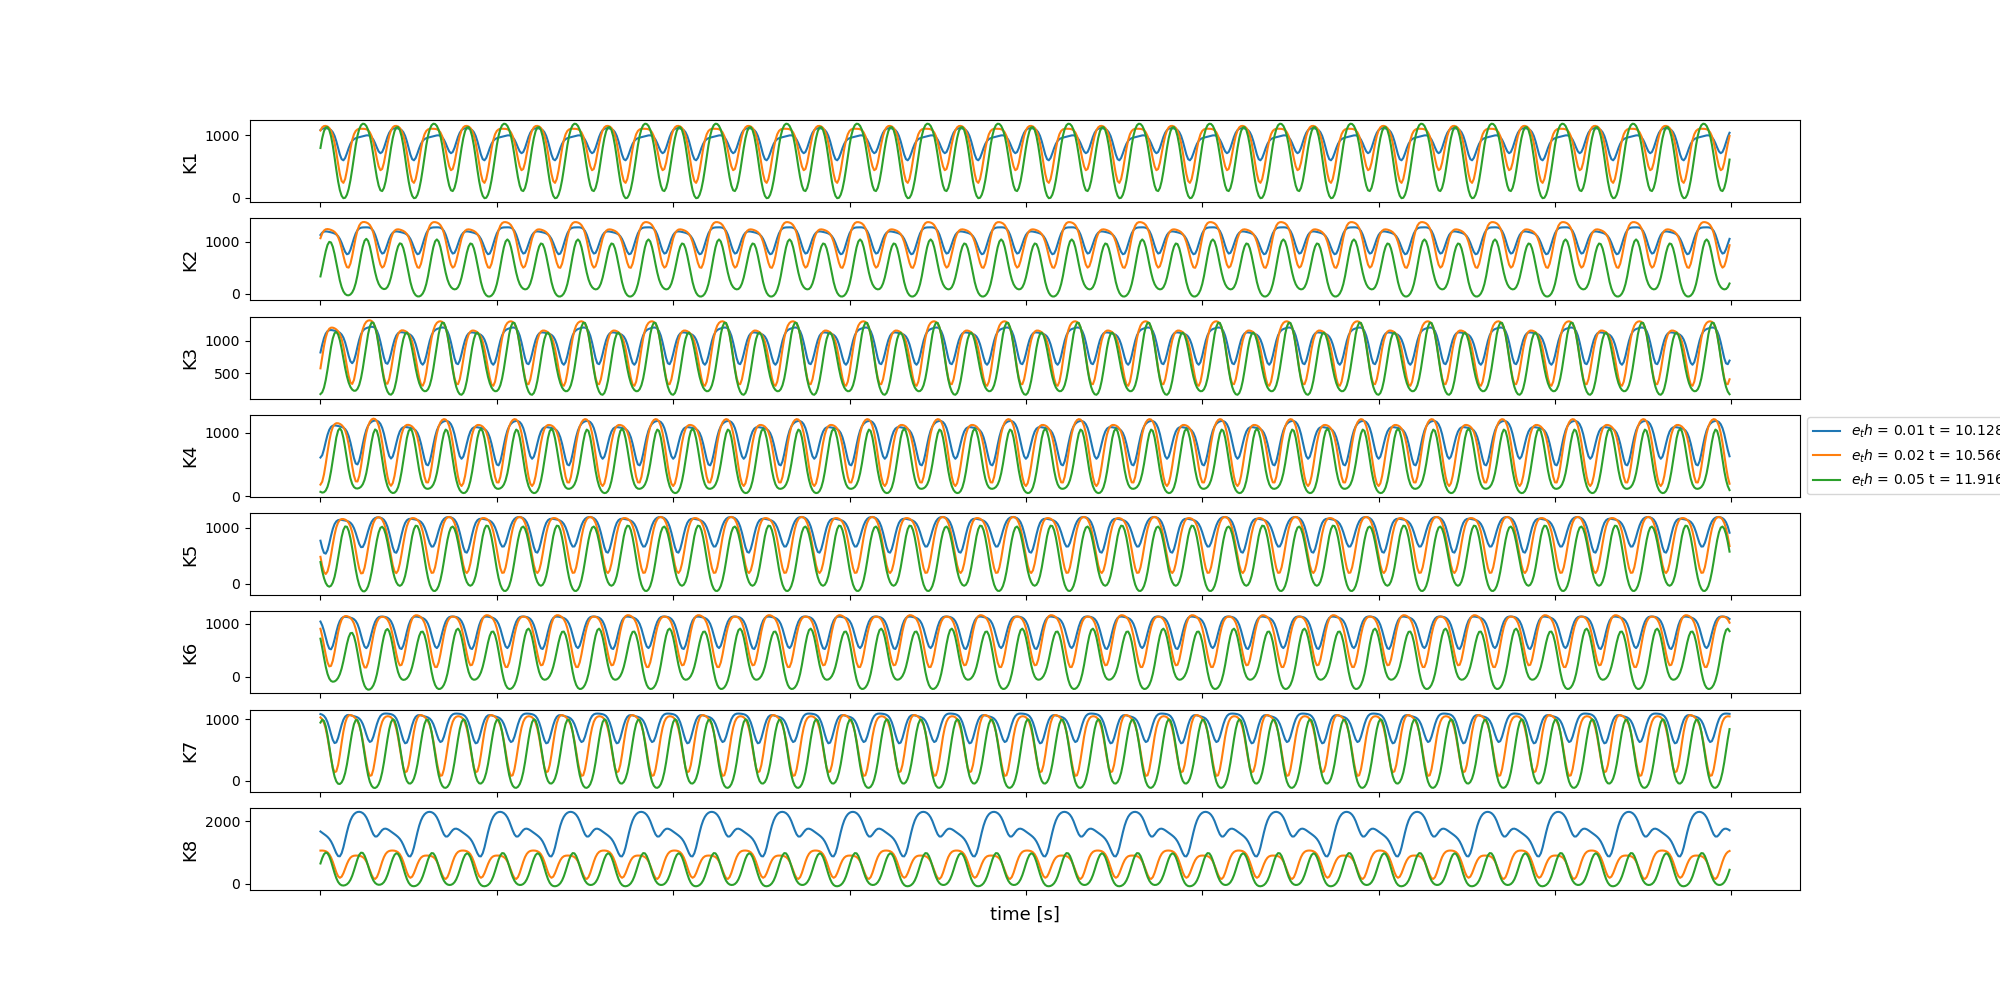 K1
1000
0
K2
1000
0
K3
1000
500
K4
1000
0
e_th = 0.01 t = 10.128
e_th = 0.02 t = 10.566
e_th = 0.05 t = 11.916
K5
1000
0
K6
1000
0
K7
1000
0
K8
2000
0
time [s]